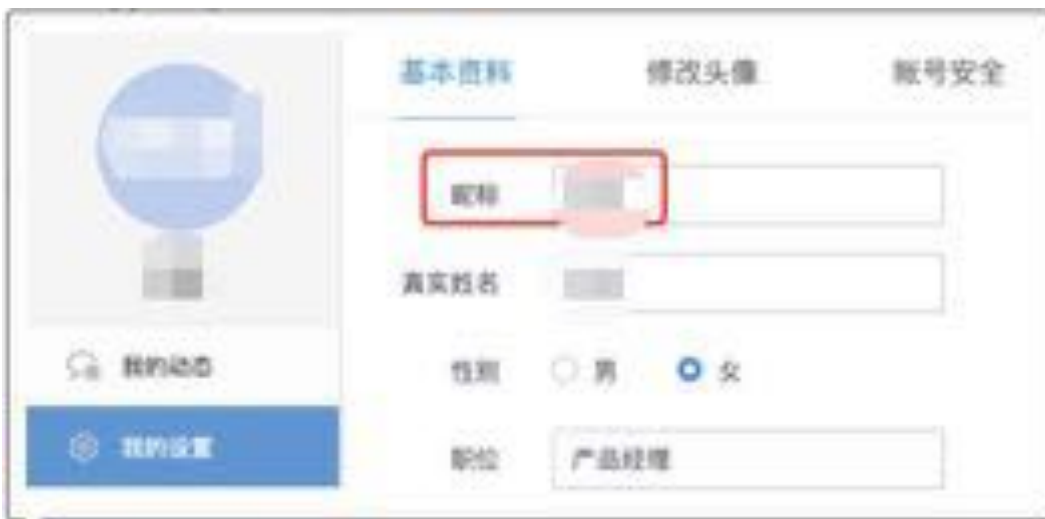 基本资料 修改头像 账号安全
昵称
真实姓名
我的动态
性别 男 女
我的设置
职位 产品经理